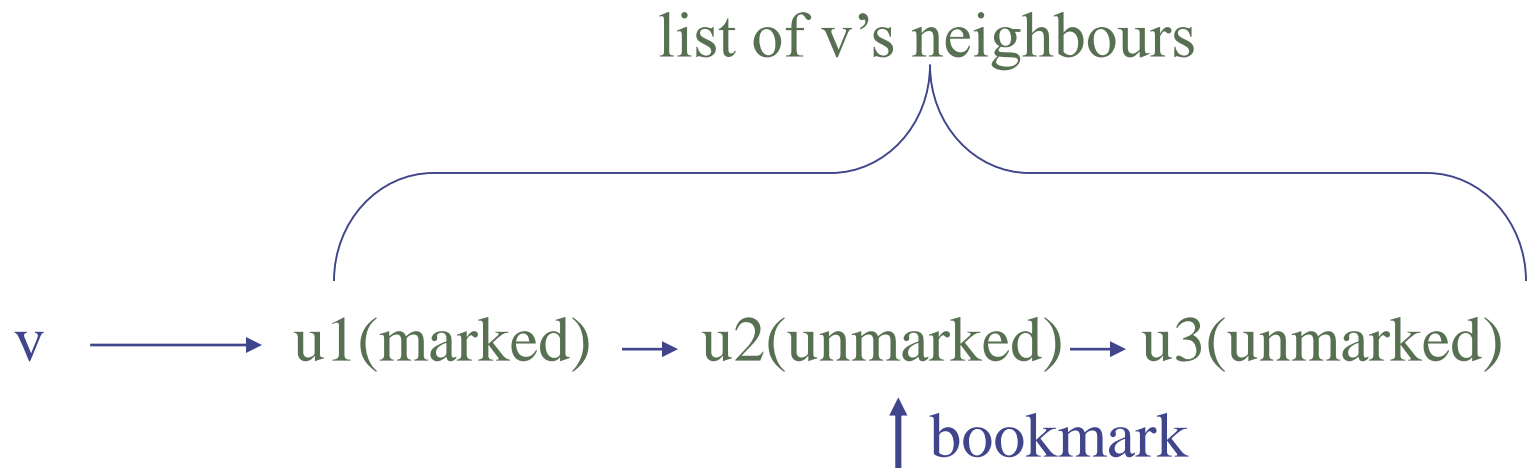 list of v’s neighbours
v u1(marked) u2(unmarked) u3(unmarked)
bookmark